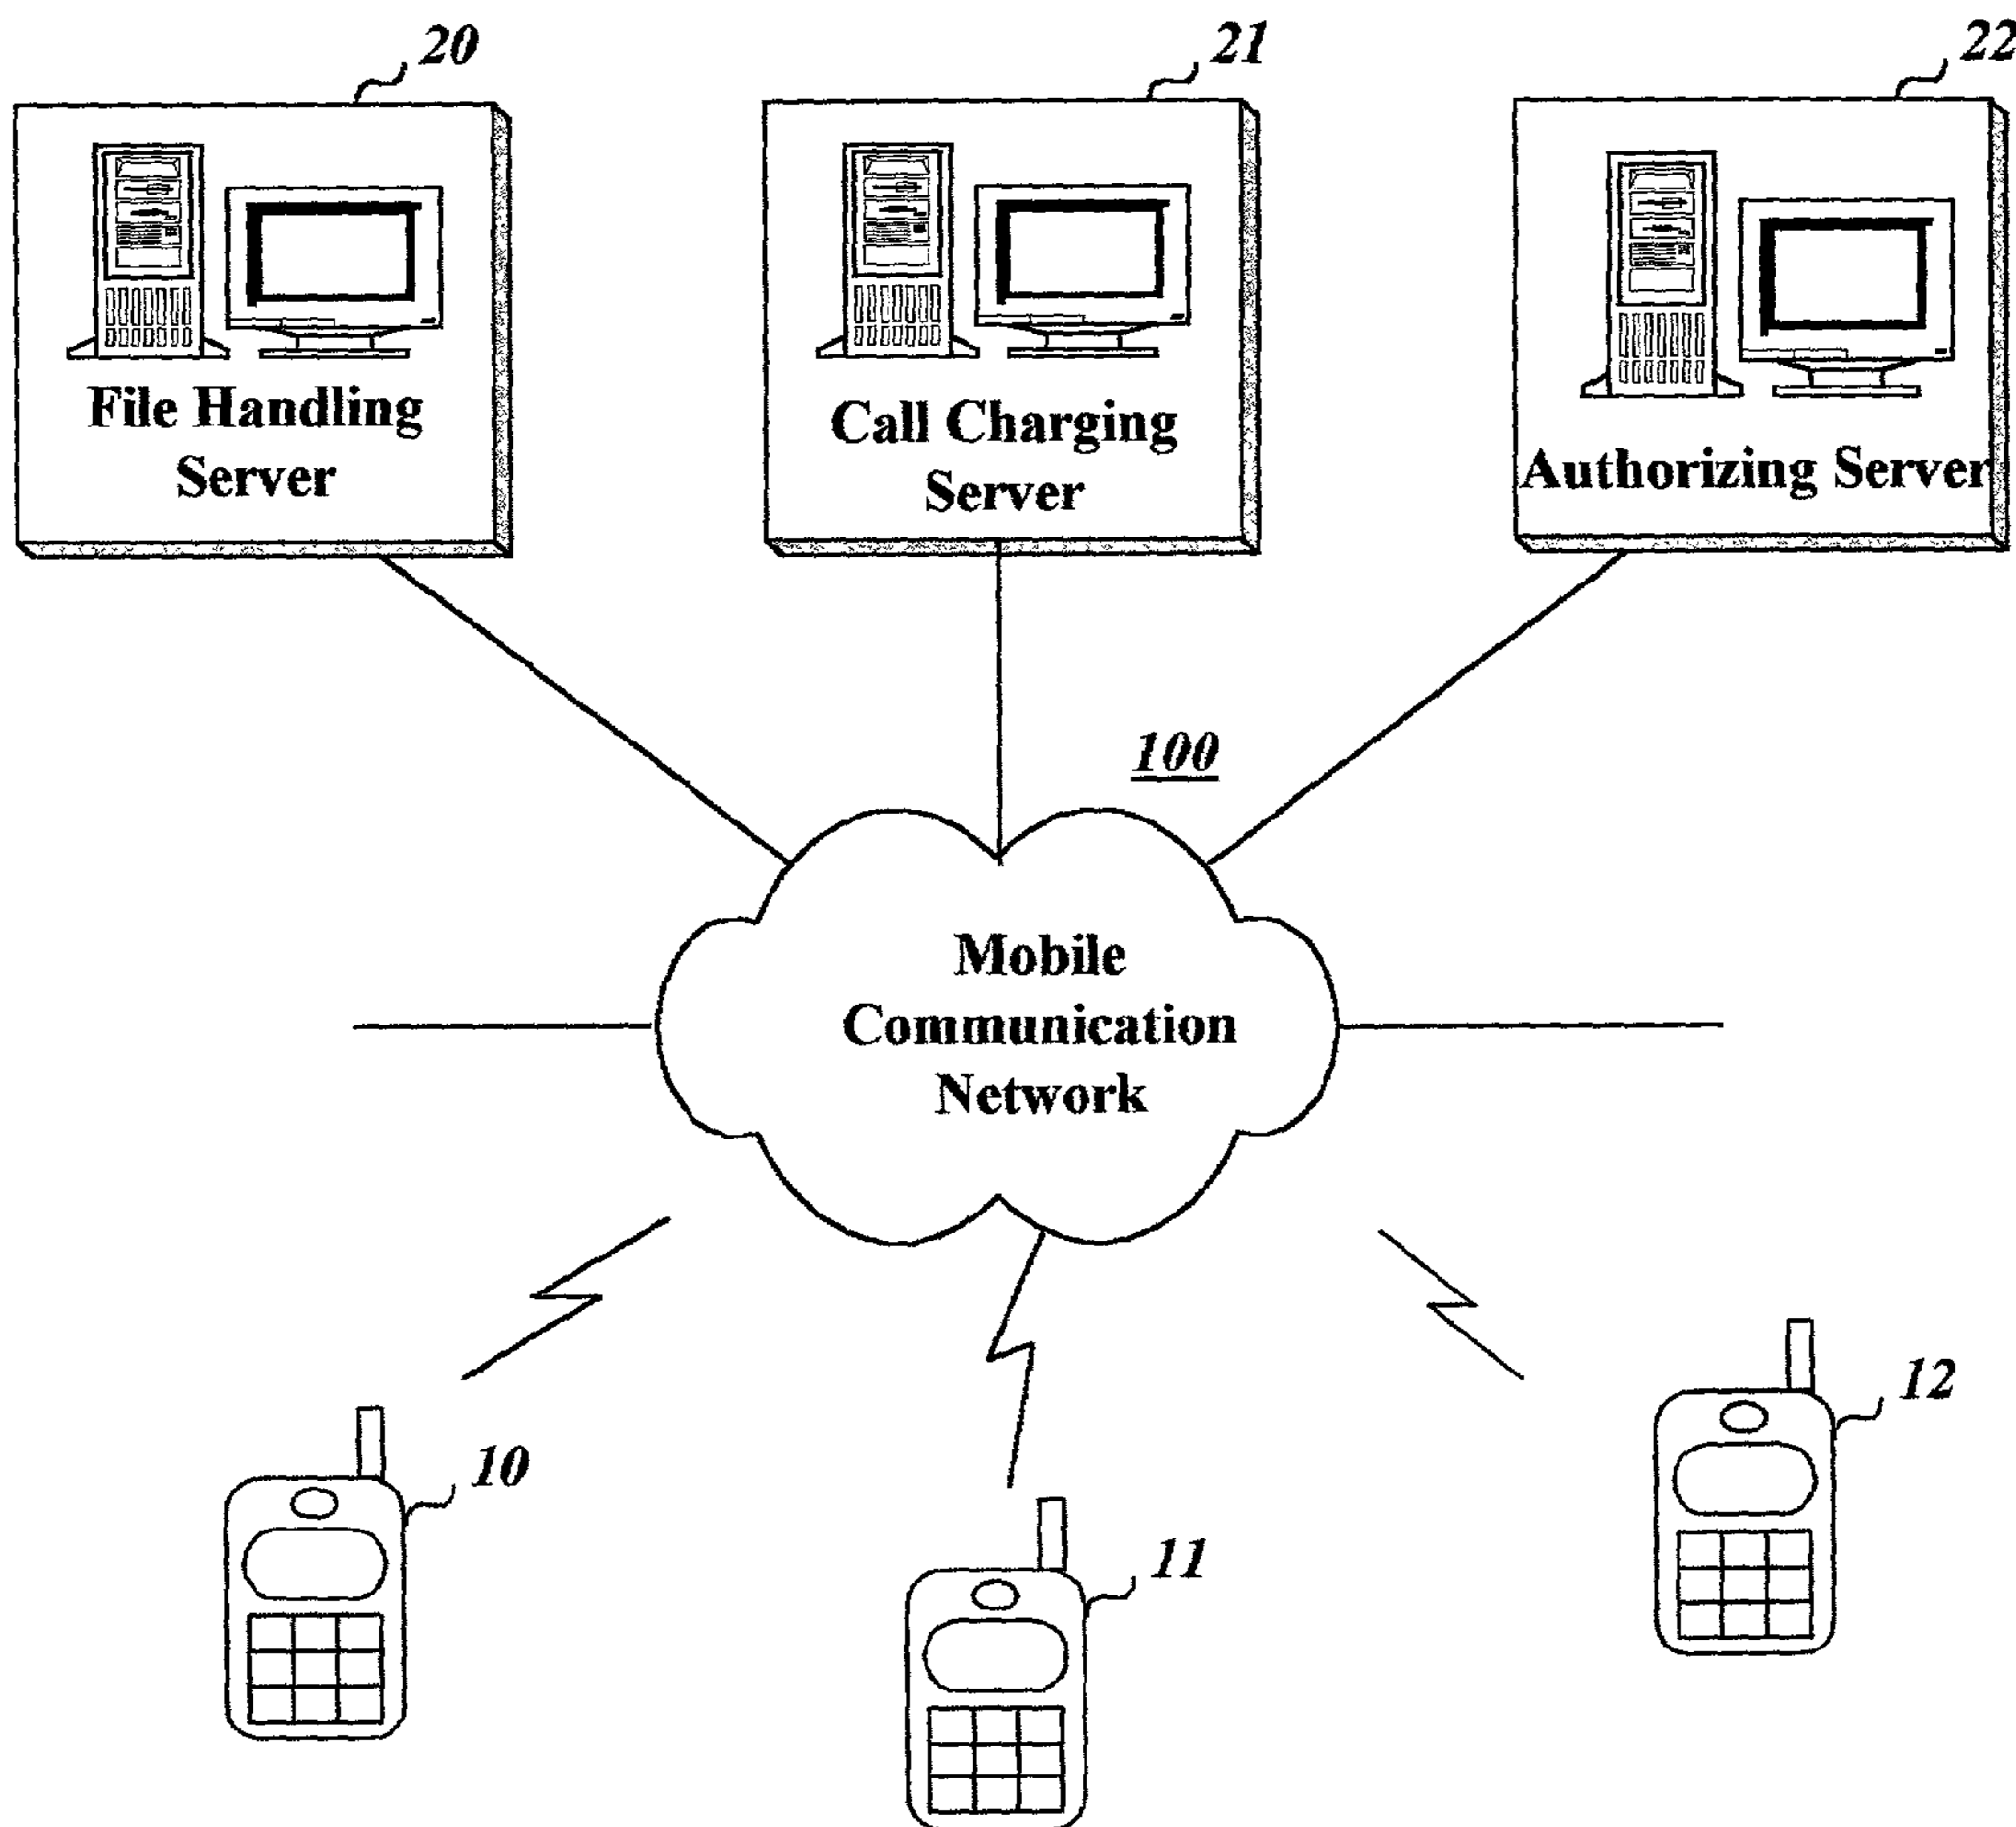 20
21
22
File Handling
Server
Call Charging
Server
Authorizing Server
100
Mobile
Communication
Network
10
11
12